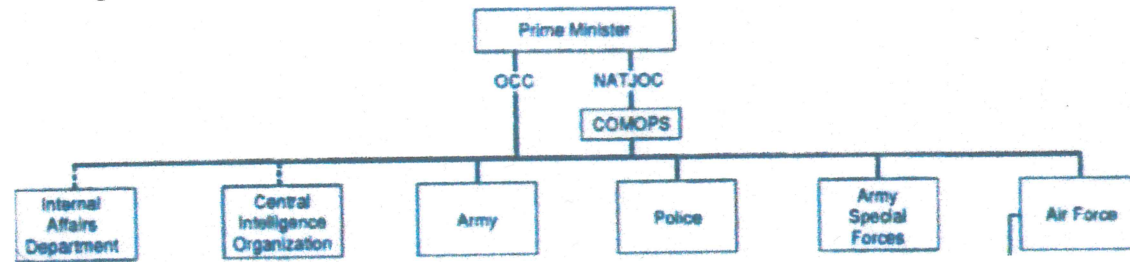 Prime Minister
OCC NATJOC
COMOPS
Internal
Affairs
Department
Central
Intelligence
Organization
Army
Police
Army
Special
Forces
Air Force